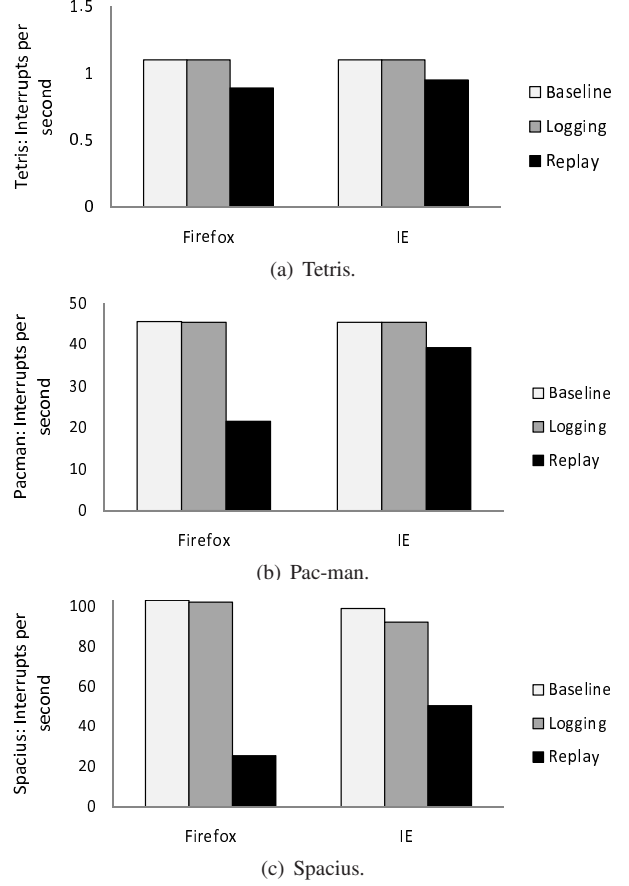 Tetris: Interrupts per
second
1.5
1
0.5
0
Firefox
IE
Baseline
Logging
Replay
(a) Tetris.
Pacman: Interrupts per
second
50
40
30
20
10
0
Firefox
IE
Baseline
Logging
Replay
(b) Pac-man.
Spacius: Interrupts per
second
100
80
60
40
20
0
Firefox
IE
Baseline
Logging
Replay
(c) Spacius.